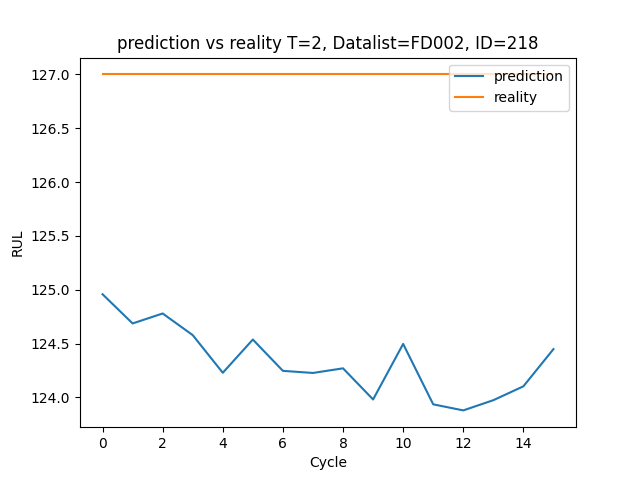 prediction vs reality T=2, Datalist=FD002, ID=218
127.0
126.5
126.0
125.5
125.0
124.5
124.0
RUL
prediction
reality
0 2 4 6 8 10 12 14
Cycle